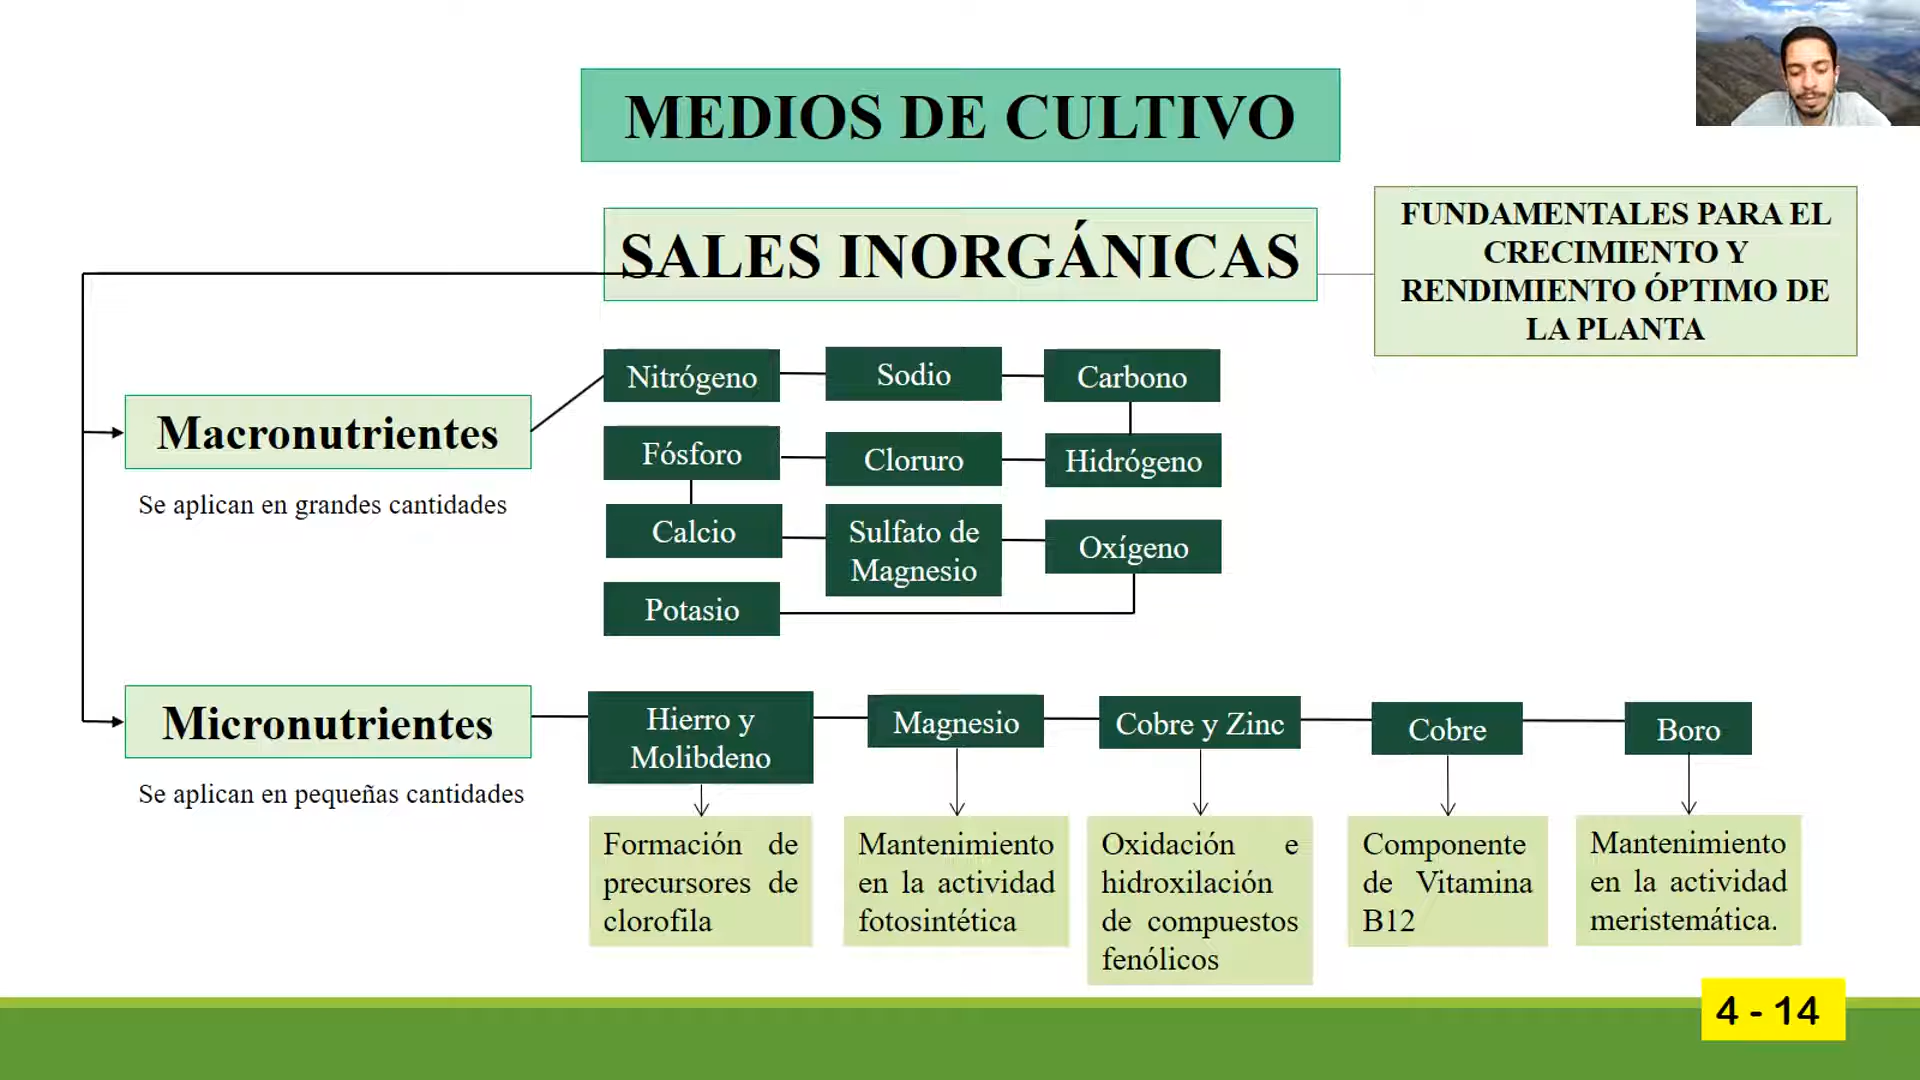 MEDIOS DE CULTIVO
SALES INORGÁNICAS
FUNDAMENTALES PARA EL
CRECIMIENTO Y
RENDIMIENTO ÓPTIMO DE
LA PLANTA
Macronutrientes
Se aplican en grandes cantidades
Nitrógeno
Sodio
Carbono
Fósforo
Cloruro
Hidrógeno
Calcio
Sulfato de
Magnesio
Oxígeno
Potasio
Micronutrientes
Se aplican en pequeñas cantidades
Hierro y
Molibdeno
Magnesio
Cobre y Zinc
Cobre
Boro
Formación de
precursores de
clorofila
Mantenimiento
en la actividad
fotosintética
Oxidación e
hidroxilación
de compuestos
fenólicos
Componente
de Vitamina
B12
Mantenimiento
en la actividad
meristemática.
4 - 14